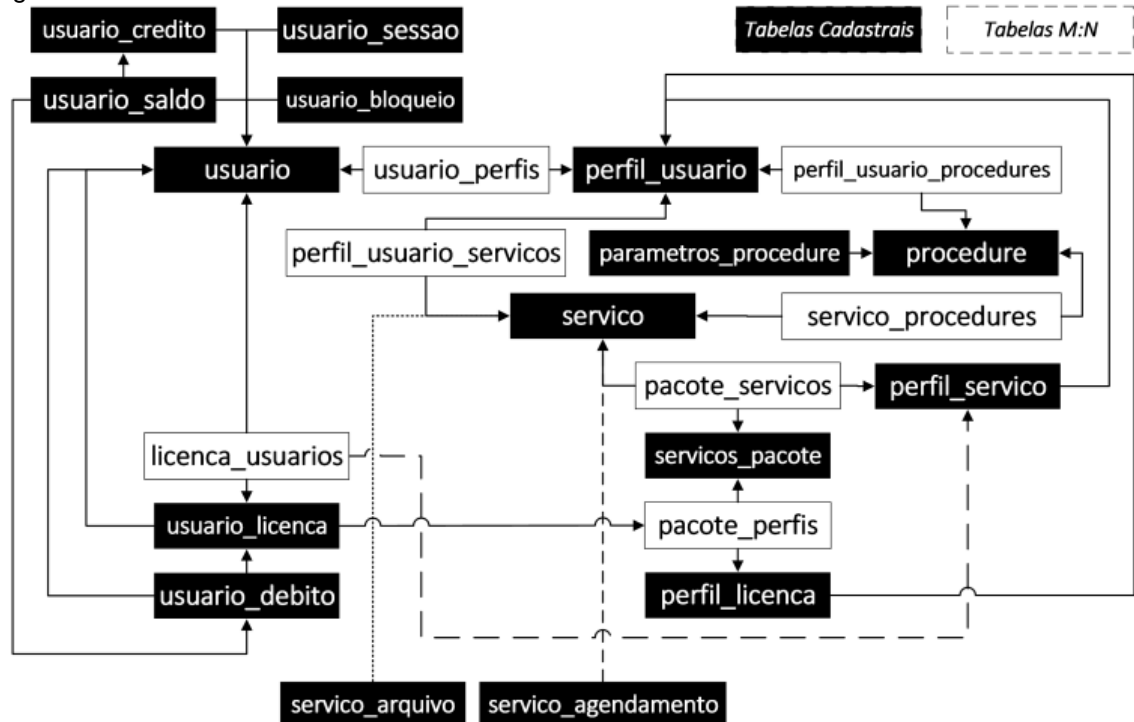 usuario_credito
usuario_sessao
Tabelas Cadastrais
Tabelas M:N
usuario_saldo
usuario_bloqueio
usuario
usuario_perfis
perfil_usuario
perfil_usuario_procedures
perfil_usuario_servicos
parametros_procedure
procedure
servico
servico_procedures
pacote_servicos
perfil_servico
licenca_usuarios
servicos_pacote
usuario_licenca
pacote_perfis
usuario_debito
perfil_licenca
servico_arquivo
servico_agendamento